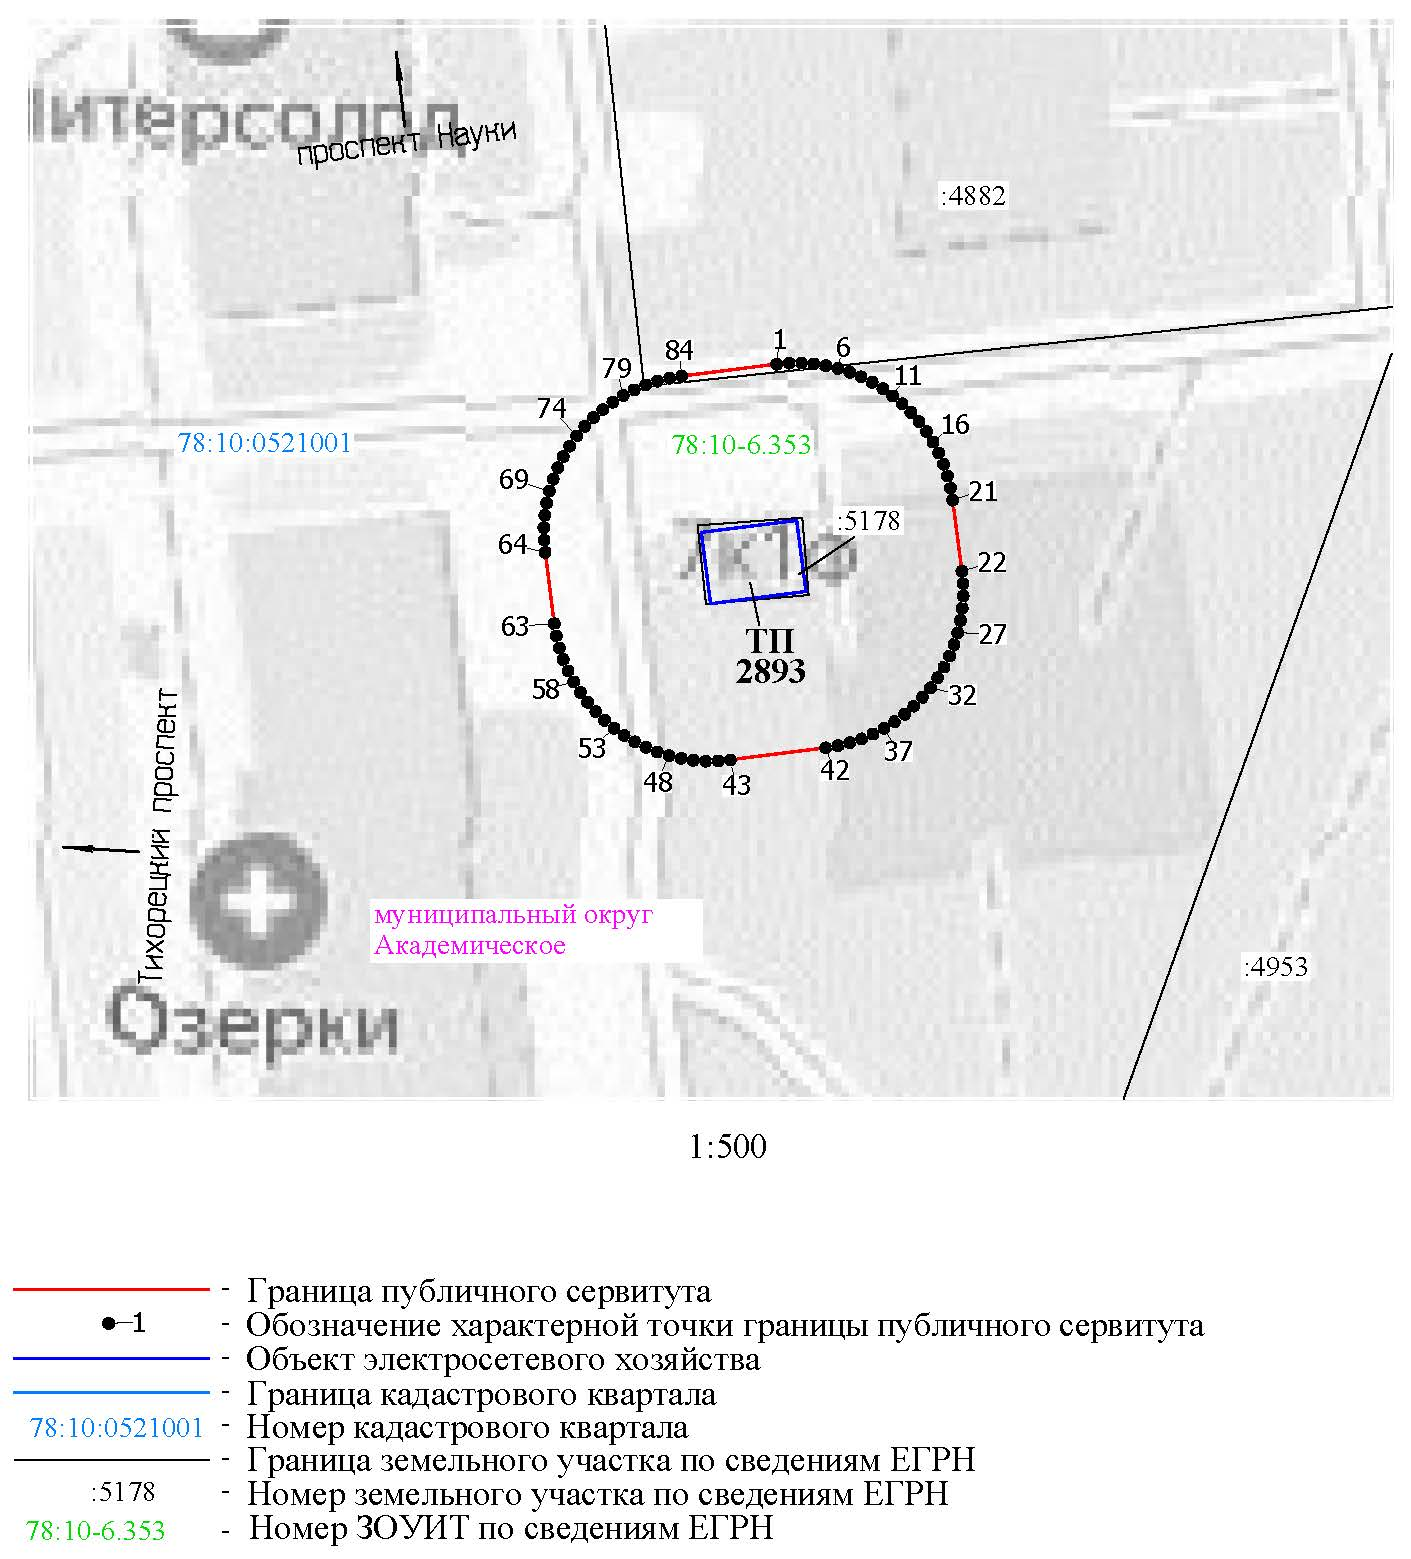 Питерсолод
проспект Науки
:4882
1
6
84
79
11
74
16
78:10:0521001
78:10-6.353
69
21
:5178
64
22
63
27
ТП
2893
58
32
53
37
48
43
42
Тихорецкий проспект
муниципальный округ
Академическое
:4953
Озерки
1:500
- Граница публичного сервитута
1 - Обозначение характерной точки границы публичного сервитута
- Объект электросетевого хозяйства
- Граница кадастрового квартала
78:10:0521001 - Номер кадастрового квартала
- Граница земельного участка по сведениям ЕГРН
:5178 - Номер земельного участка по сведениям ЕГРН
78:10-6.353 - Номер ЗОУИТ по сведениям ЕГРН